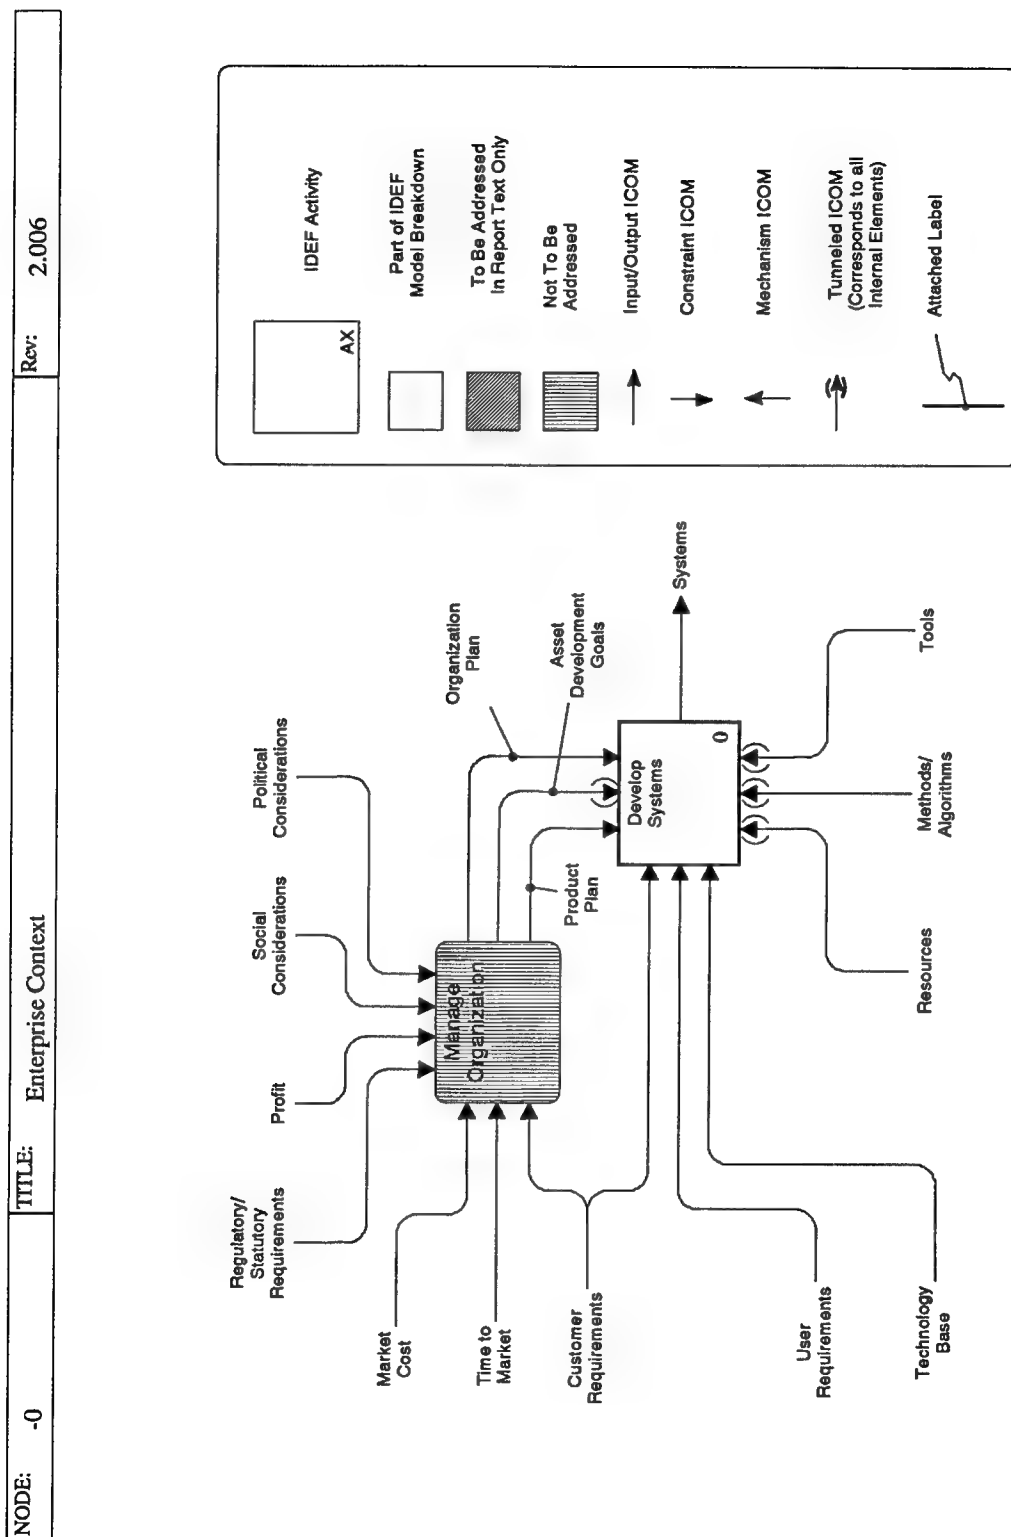 NODE: -0
TITLE: Enterprise Context
Rev: 2.006
Regulatory/
Statutory
Requirements
Profit
Social
Considerations
Political
Considerations
Market
Cost
Time to
Market
Customer
Requirements
User
Requirements
Technology
Base
Manage
Organization
Organization
Plan
Asset
Development
Goals
Product
Plan
Develop
Systems
0
Systems
Resources
Methods/
Algorithms
Tools
IDEF Activity
AX
Part of IDEF
Model Breakdown
To Be Addressed
In Report Text Only
Not To Be
Addressed
Input/Output ICOM
Constraint ICOM
Mechanism ICOM
Tunneled ICOM
(Corresponds to all
Internal Elements)
Attached Label